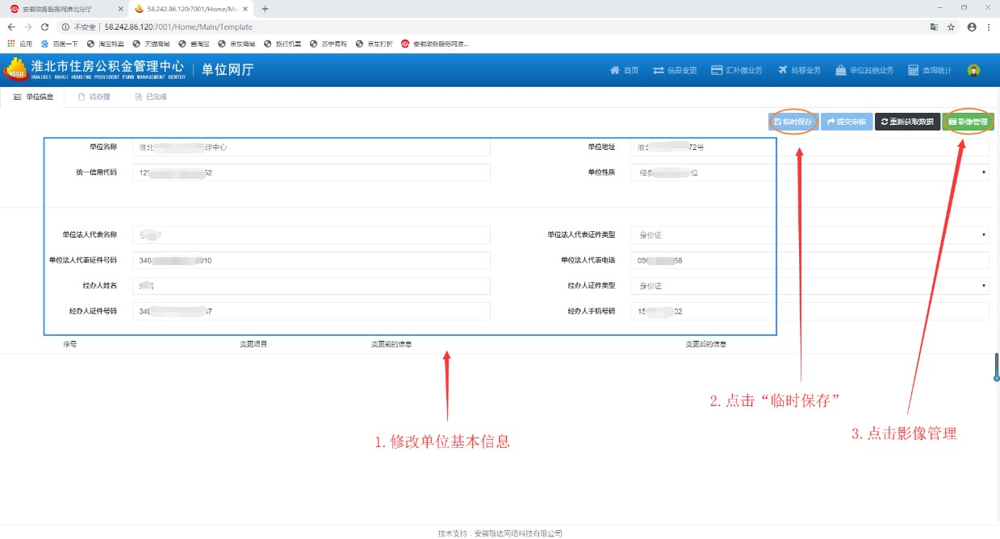 安徽政务服务网淮北分厅
58.242.86.120:7001/Home/Ma
不安全 58.242.86.120:7001/Home/Main/Template
应用 百度一下 淘宝特卖 天猫商城 爱淘宝 京东商城 旅行机票 苏宁易购 京东打折 安徽政务服务网淮...
淮北市住房公积金管理中心 单位网厅
HUAIBEI ANHUI HOUSING PROVIDENT FUND MANAGEMENT CENTER
首页 信息变更 汇补缴业务 转移业务 单位其他业务 查询统计
单位信息 待办理 已完成
临时保存 提交审核 重新获取数据 影像管理
单位名称 淮北 理中心 单位地址 淮 72号
统一信用代码 12 52 单位性质 经 位
单位法人代表名称 单位法人代表证件类型 身份证
单位法人代表证件号码 340 010 单位法人代表电话 05 58
经办人姓名 经办人证件类型 身份证
经办人证件号码 340 7 经办人手机号码 15 02
序号 变更项目 变更前的信息 变更后的信息
2.点击“临时保存”
3.点击影像管理
1.修改单位基本信息
技术支持：安徽敏达网络科技有限公司